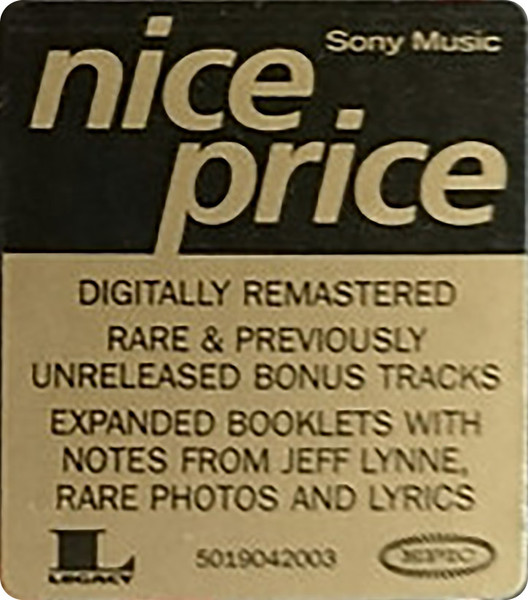 Sony Music
nice
price
DIGITALLY REMASTERED
RARE & PREVIOUSLY
UNRELEASED BONUS TRACKS
EXPANDED BOOKLETS WITH
NOTES FROM JEFF LYNNE,
RARE PHOTOS AND LYRICS
L
LEGACY
5019042003
EPIC